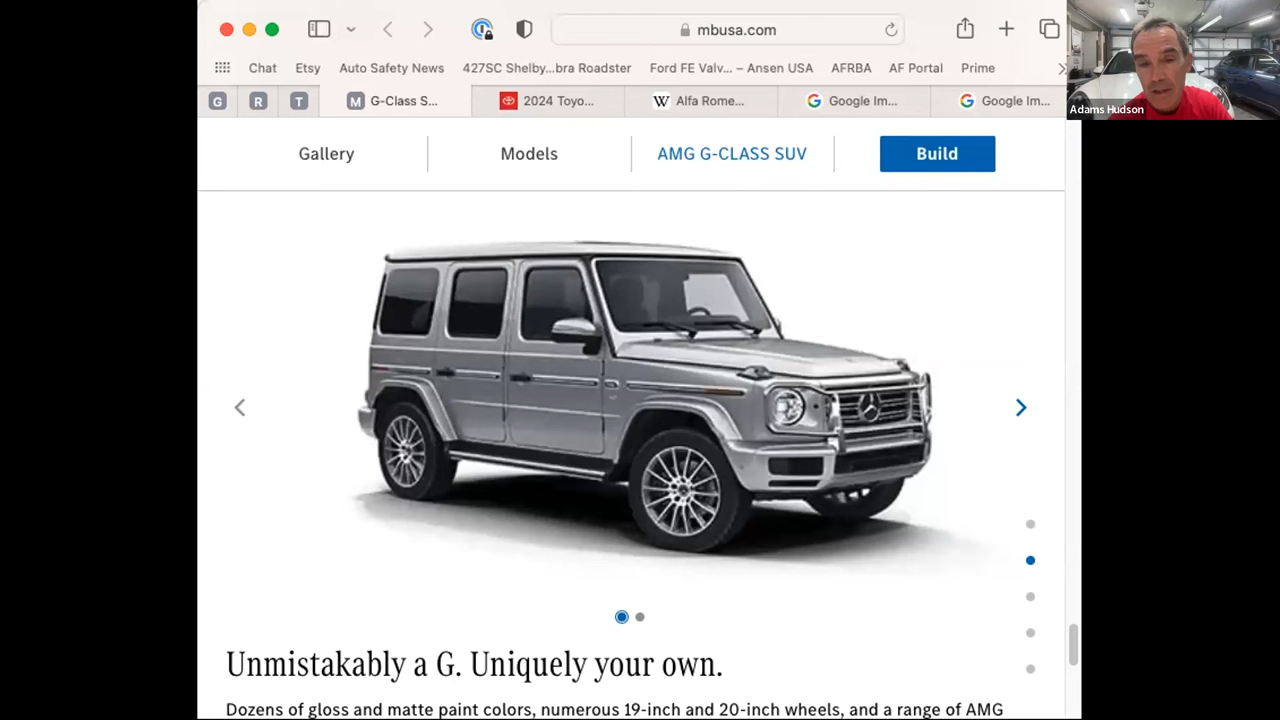 mbusa.com
Chat Etsy Auto Safety News 427SC Shelby...bra Roadster Ford FE Valv... – Ansen USA AFRBA AF Portal Prime
G R T M G-Class S... 2024 Toyo... W Alfa Rome... Google Im... Google Im...
Adams Hudson
Gallery Models AMG G-CLASS SUV Build
Unmistakably a G. Uniquely your own.
Dozens of gloss and matte paint colors, numerous 19-inch and 20-inch wheels, and a range of AMG